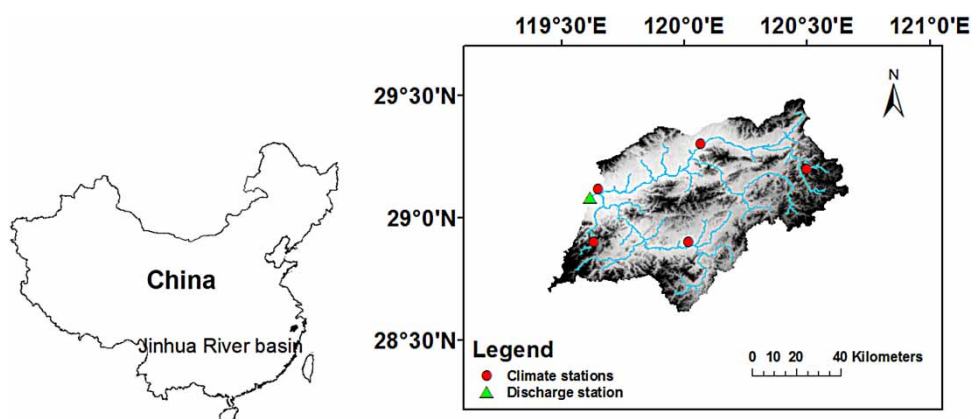 119°30'E 120°0'E 120°30'E 121°0'E
N
29°30'N
29°0'N
28°30'N
China
Jinhua River basin
Legend
Climate stations
Discharge station
0 10 20 40 Kilometers